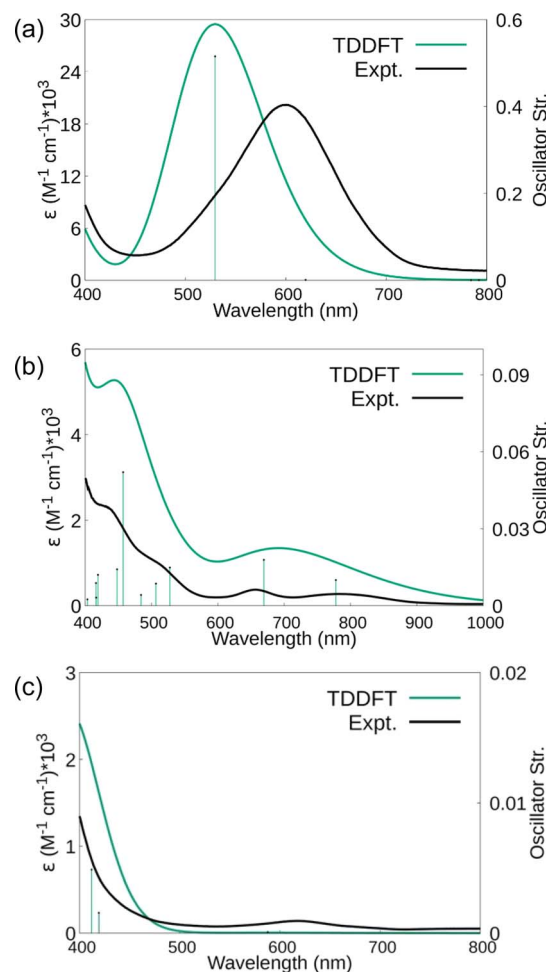 (a)
30
24
18
12
6
0
ε (M⁻¹ cm⁻¹)*10³
TDDFT
Expt.
0.6
0.4
0.2
0
Oscillator Str.
400 500 600 700 800
Wavelength (nm)
(b)
6
4
2
0
ε (M⁻¹ cm⁻¹)*10³
TDDFT
Expt.
0.09
0.06
0.03
0
Oscillator Str.
400 500 600 700 800 900 1000
Wavelength (nm)
(c)
3
2
1
0
ε (M⁻¹ cm⁻¹)*10³
TDDFT
Expt.
0.02
0.01
0
Oscillator Str.
400 500 600 700 800
Wavelength (nm)